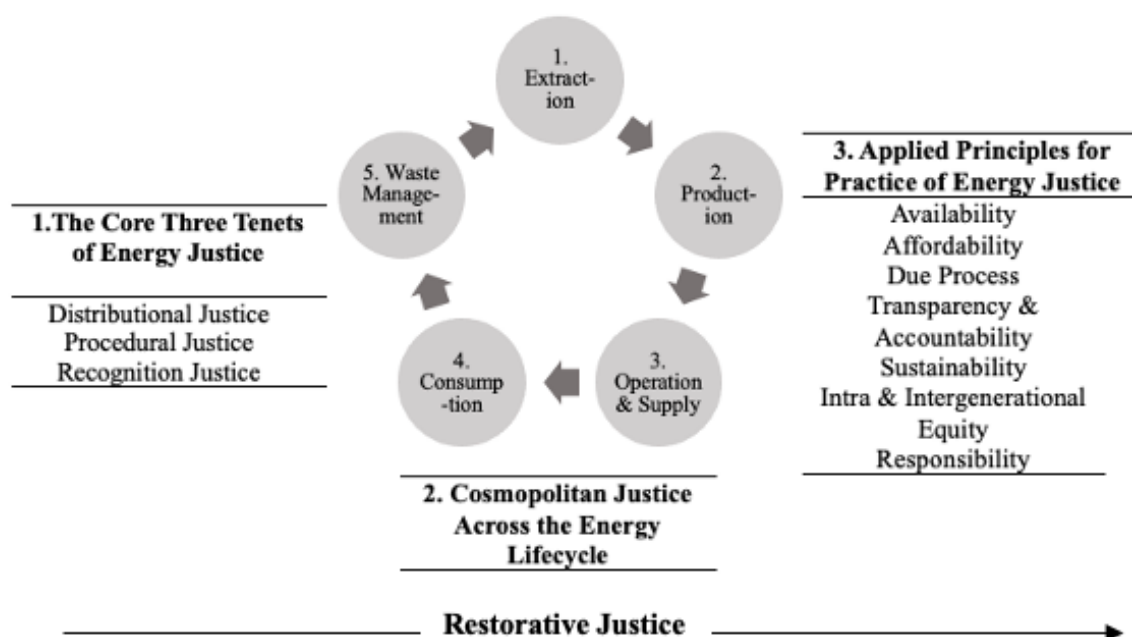 1.
Extract-
ion
2.
Product-
ion
3.
Operation
& Supply
4.
Consump
-tion
5. Waste
Manage-
ment
1.The Core Three Tenets
of Energy Justice
Distributional Justice
Procedural Justice
Recognition Justice
2. Cosmopolitan Justice
Across the Energy
Lifecycle
3. Applied Principles for
Practice of Energy Justice
Availability
Affordability
Due Process
Transparency &
Accountability
Sustainability
Intra & Intergenerational
Equity
Responsibility
Restorative Justice